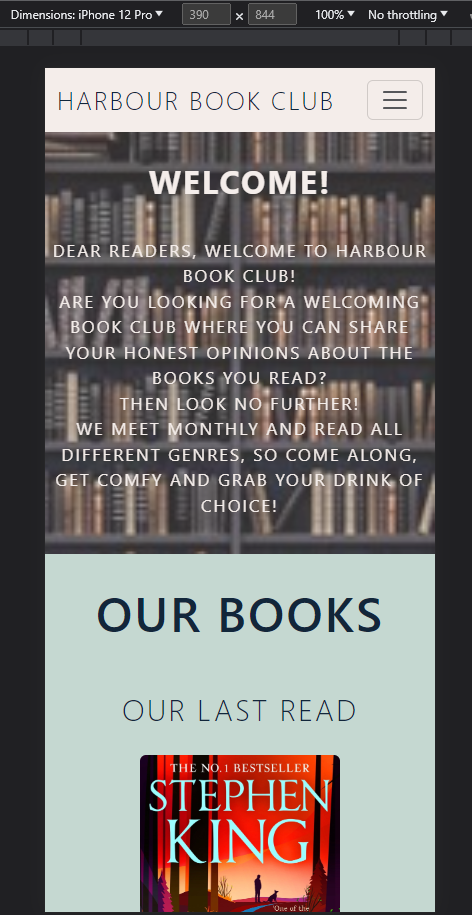 Dimensions: iPhone 12 Pro 390 × 844 100% No throttling
HARBOUR BOOK CLUB
WELCOME!
DEAR READERS, WELCOME TO HARBOUR
BOOK CLUB!
ARE YOU LOOKING FOR A WELCOMING
BOOK CLUB WHERE YOU CAN SHARE
YOUR HONEST OPINIONS ABOUT THE
BOOKS YOU READ?
THEN LOOK NO FURTHER!
WE MEET MONTHLY AND READ ALL
DIFFERENT GENRES, SO COME ALONG,
GET COMFY AND GRAB YOUR DRINK OF
CHOICE!
OUR BOOKS
OUR LAST READ
THE NO.1 BESTSELLER
STEPHEN
KING
'One of the